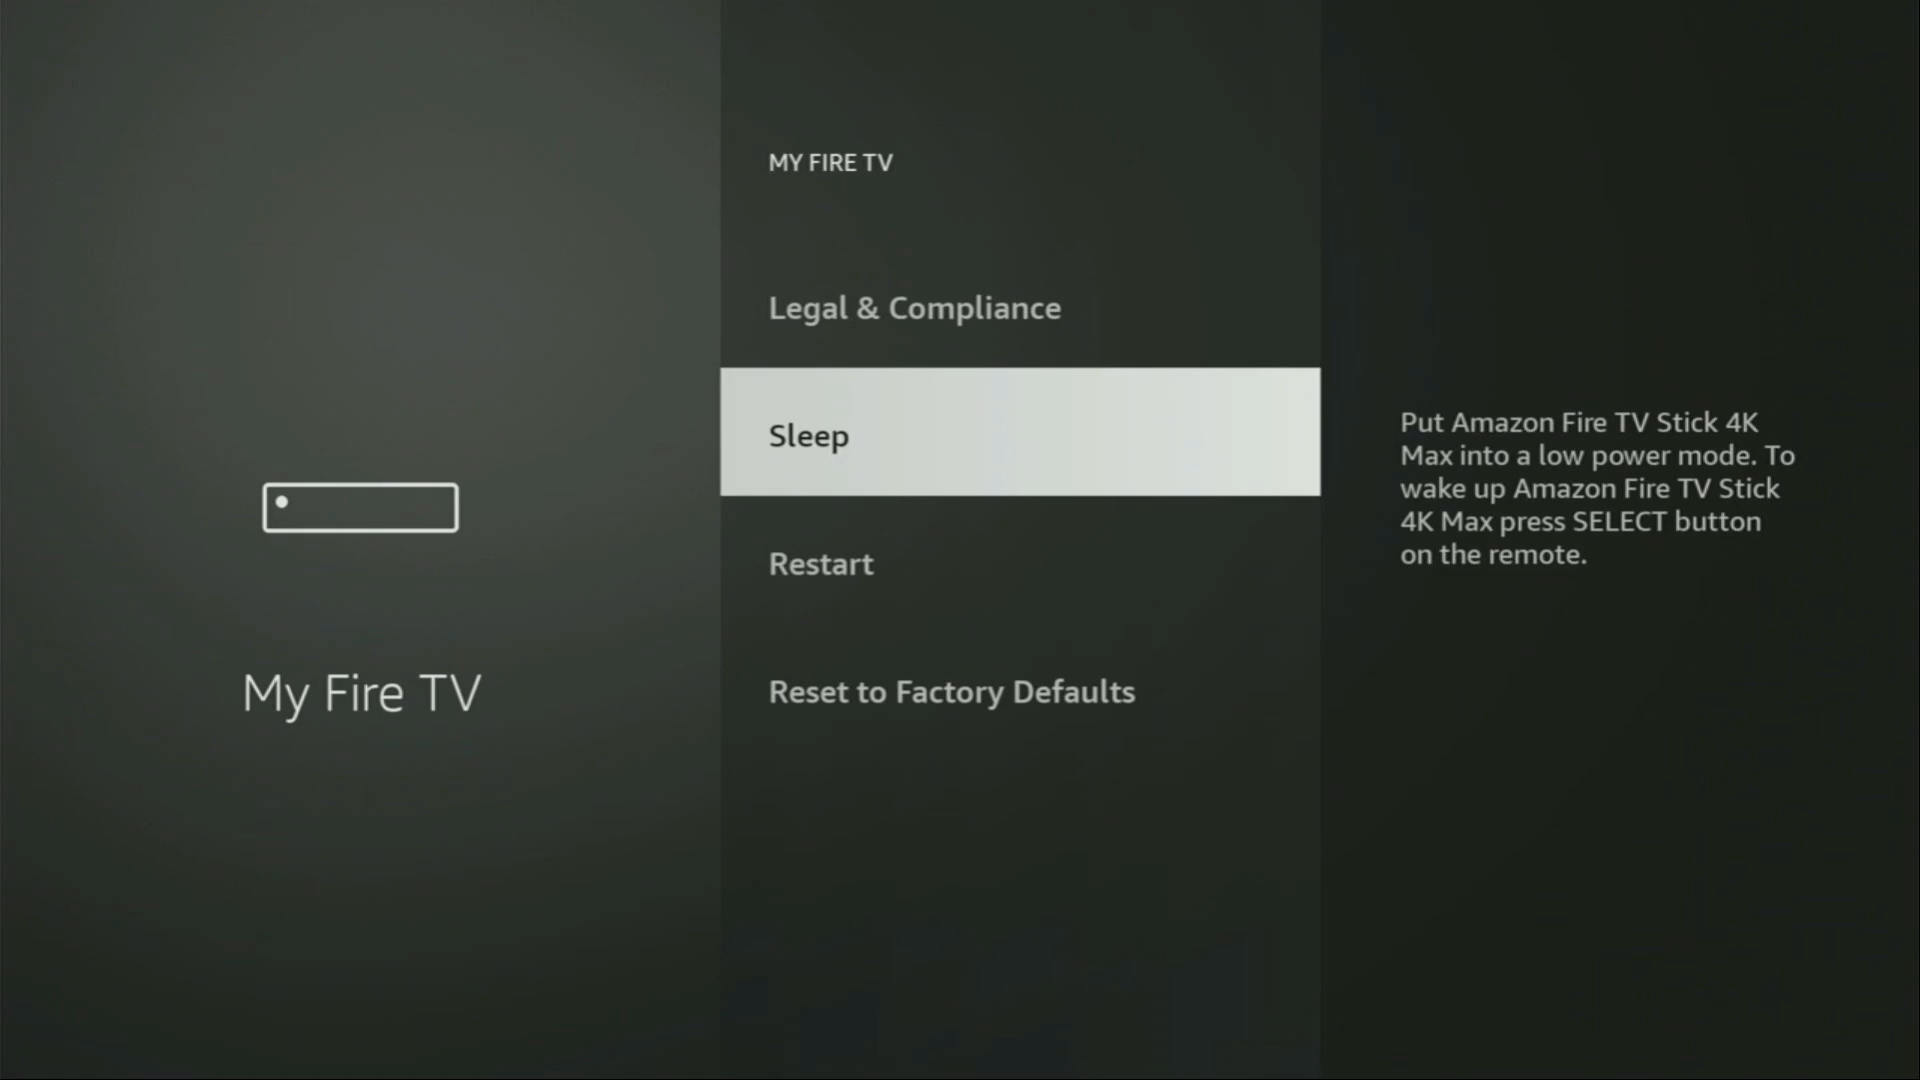 MY FIRE TV
Legal & Compliance
Sleep
Restart
Reset to Factory Defaults
My Fire TV
Put Amazon Fire TV Stick 4K
Max into a low power mode. To
wake up Amazon Fire TV Stick
4K Max press SELECT button
on the remote.